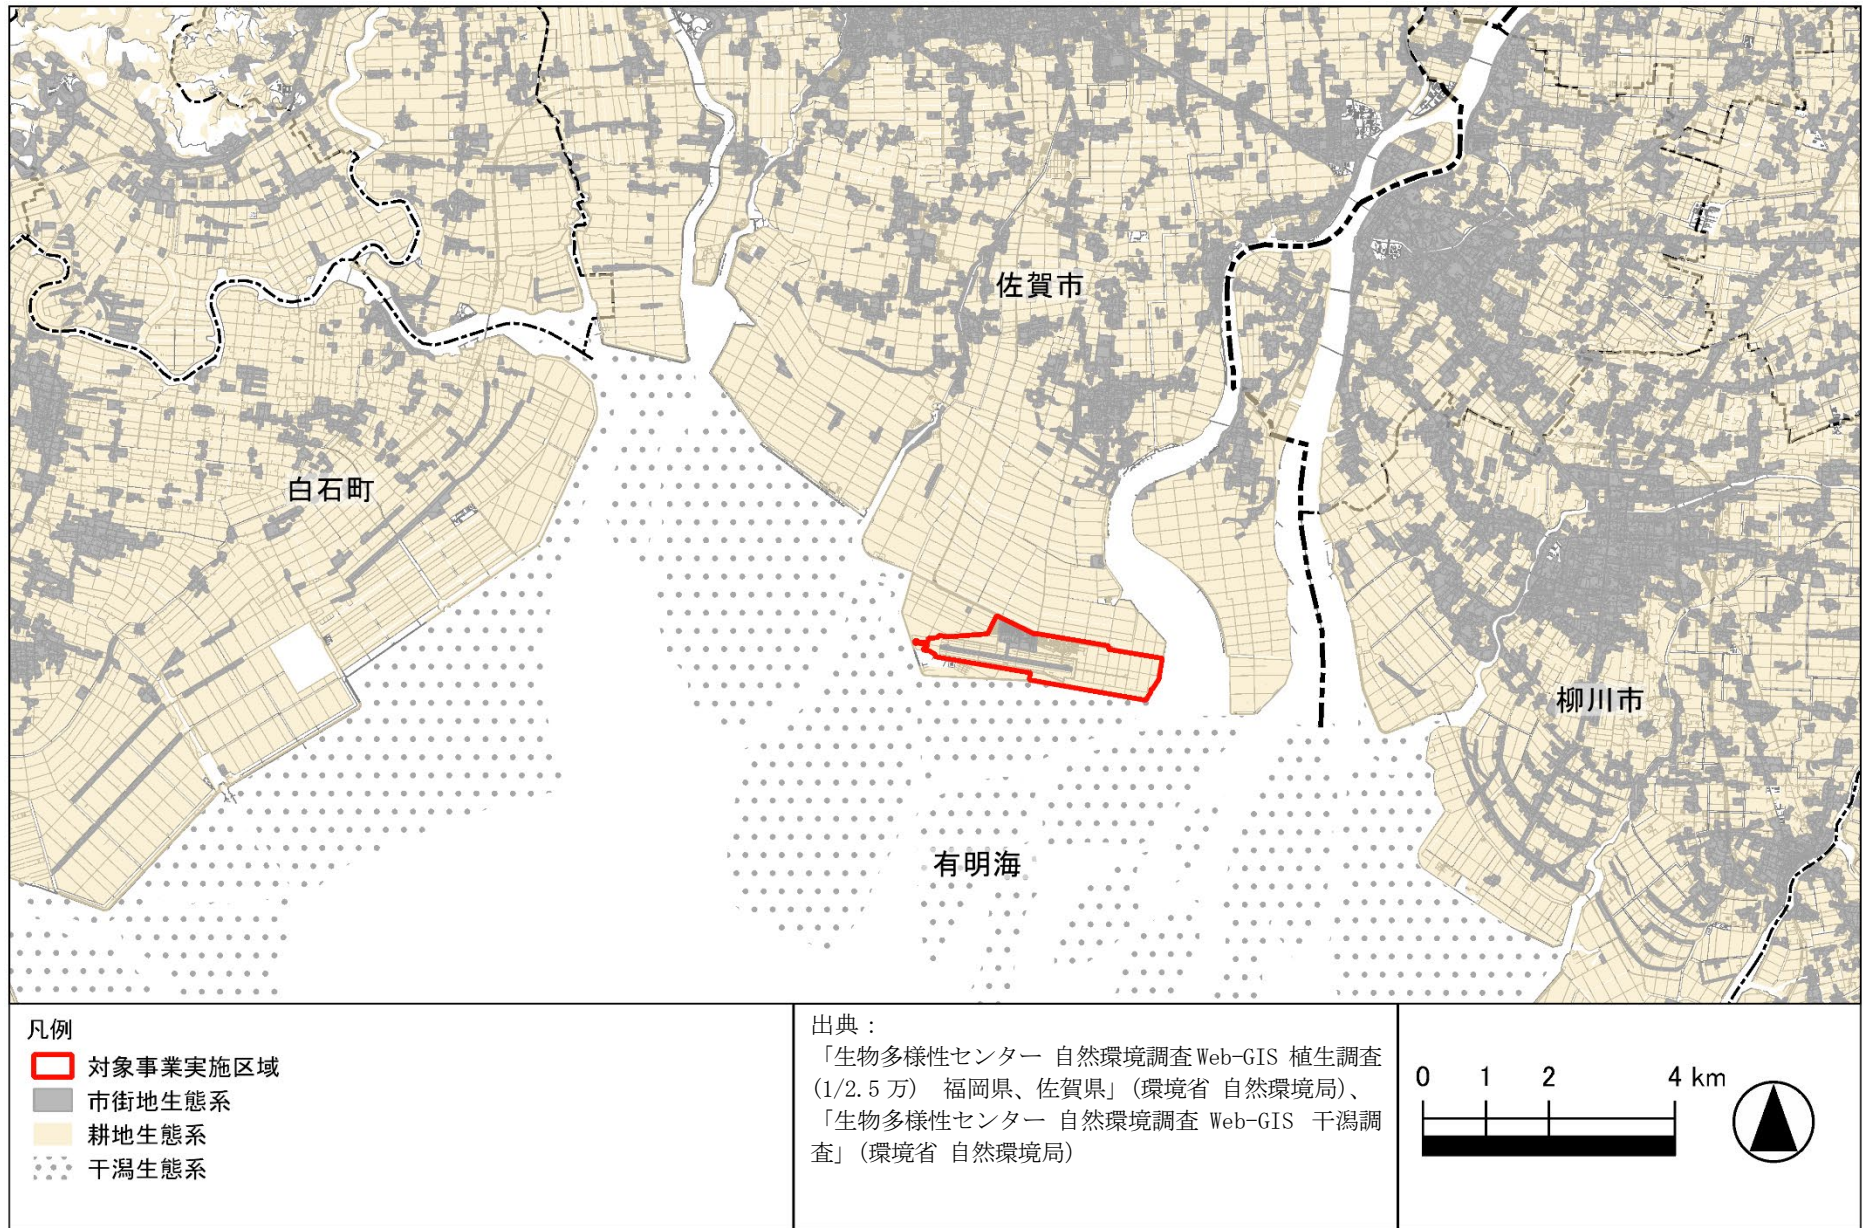 佐賀市
白石町
柳川市
有明海
凡例
対象事業実施区域
市街地生態系
耕地生態系
干潟生態系
出典：
「生物多様性センター 自然環境調査 Web-GIS 植生調査
(1/2.5 万) 福岡県、佐賀県」(環境省 自然環境局)、
「生物多様性センター 自然環境調査 Web-GIS 干潟調
査」(環境省 自然環境局)
0 1 2 4 km